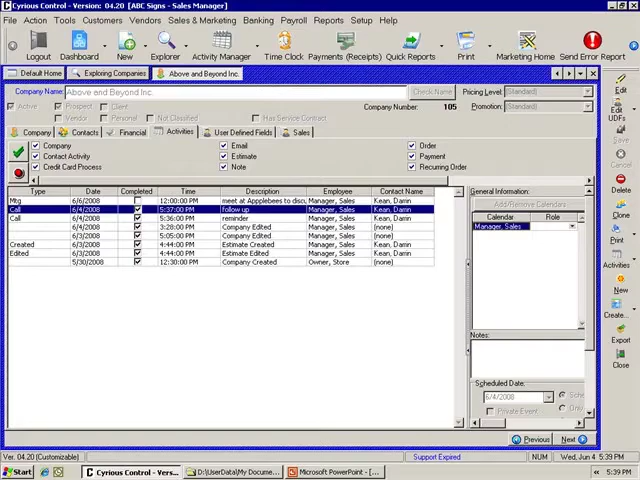 Cyrious Control - Version: 04.20 [ABC Signs - Sales Manager]
House Action Tools Customers Vendors Sales & Marketing Banking Payroll Reports Setup Help
Logout Dashboard New Explorer Activity Manager Time Clock Payments (Receipts) Quick Reports Print Marketing Home Send Error Report
Default Home Exploring Companies Above and Beyond Inc.
Company Name: Above and Beyond Inc. Check Name Pricing Level: (Standard)
Active Prospect Client Company Number: 105 Promotion: (Standard)
Vendor Personal Not Classified Has Service Contract
Company Contacts Financial Activities User Defined Fields Sales
Company Email Order
Contact Activity Estimate Payment
Credit Card Process Note Recurring Order
Type Date Completed Time Description Employee Contact Name
Mtg 6/6/2008 12:00:00 PM meet at Applebees to discu Manager, Sales Kean, Darrin
Call 6/4/2008 5:37:00 PM follow up Manager, Sales Kean, Darrin
Call 6/4/2008 5:36:00 PM reminder Manager, Sales Kean, Darrin
6/4/2008 3:28:00 PM Company Edited Manager, Sales (none)
6/3/2008 5:05:00 PM Company Edited Manager, Sales (none)
Created 6/3/2008 4:44:00 PM Estimate Created Manager, Sales Kean, Darrin
Edited 6/3/2008 4:44:00 PM Estimate Edited Manager, Sales Kean, Darrin
5/30/2008 12:30:00 PM Company Created Owner, Store (none)
General Information:
Add/Remove Calendars
Calendar Role
Manager, Sales
Notes:
Scheduled Date:
6/4/2008 Sche
Private Event Only
Previous Next
Edit
Edit UDFs
Save
Cancel
Delete
Clone
Print
Activities
New
Create...
Export
Close
Ver. 04.20 (Customizable) Support Expired NUM Wed, Jun 4 5:39 PM
Start Cyrious Control - Ver... D:\UserData\My Docume... Microsoft PowerPoint - [... 5:39 PM